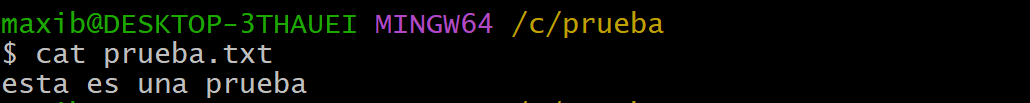 maxib@DESKTOP-3THAUEI MINGW64 /c/prueba
$ cat prueba.txt
esta es una prueba